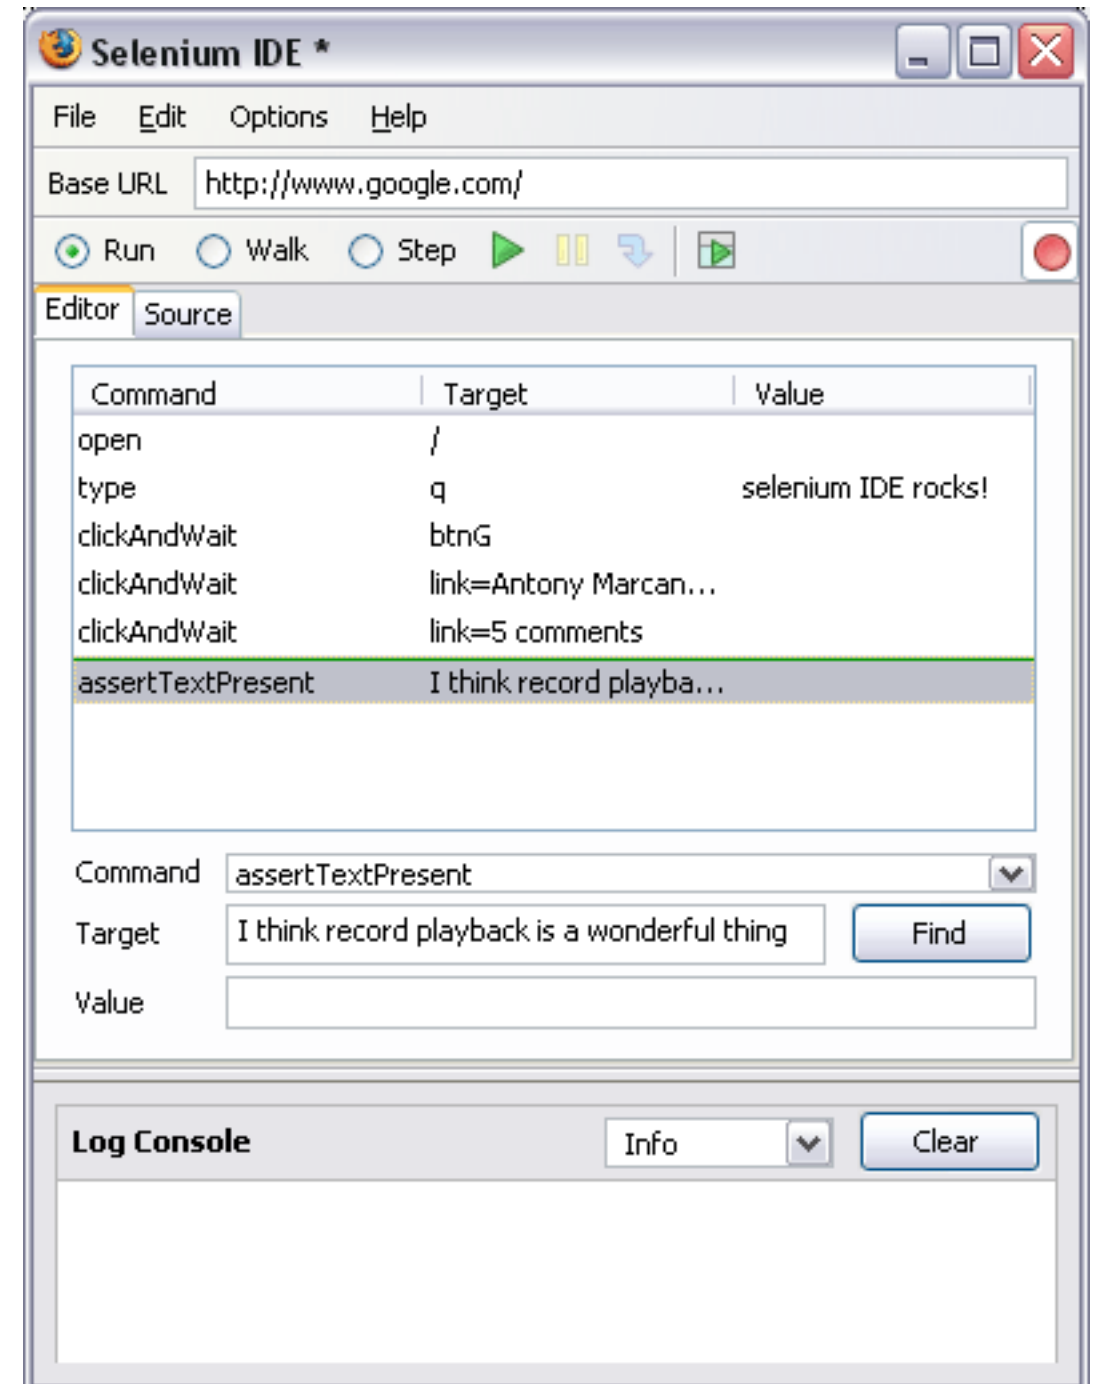 Selenium IDE *
File Edit Options Help
Base URL http://www.google.com/
Run Walk Step
Editor Source
Command Target Value
open /
type q selenium IDE rocks!
clickAndWait btnG
clickAndWait link=Antony Marcan...
clickAndWait link=5 comments
assertTextPresent I think record playba...
Command assertTextPresent
Target I think record playback is a wonderful thing Find
Value
Log Console Info Clear